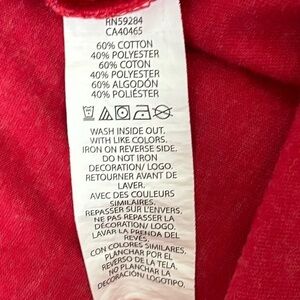 RN59284
CA40465
60% COTTON
40% POLYESTER
60% COTON
40% POLYESTER
60% ALGODÓN
40% POLIÉSTER
WASH INSIDE OUT.
WITH LIKE COLORS.
IRON ON REVERSE SIDE.
DO NOT IRON
DECORATION/ LOGO.
RETOURNER AVANT DE
LAVER.
AVEC DES COULEURS
SIMILAIRES.
REPASSER SUR L'ENVERS,
NE PAS REPASSER LA
DÉCORATION/ LOGO.
LAVAR LA PRENDA DEL
REVÉS.
CON COLORES SIMILARES.
PLANCHAR POR EL
REVERSO DE LA TELA.
NO PLANCHAR LA
DECORACIÓN/ LOGOTIPO.